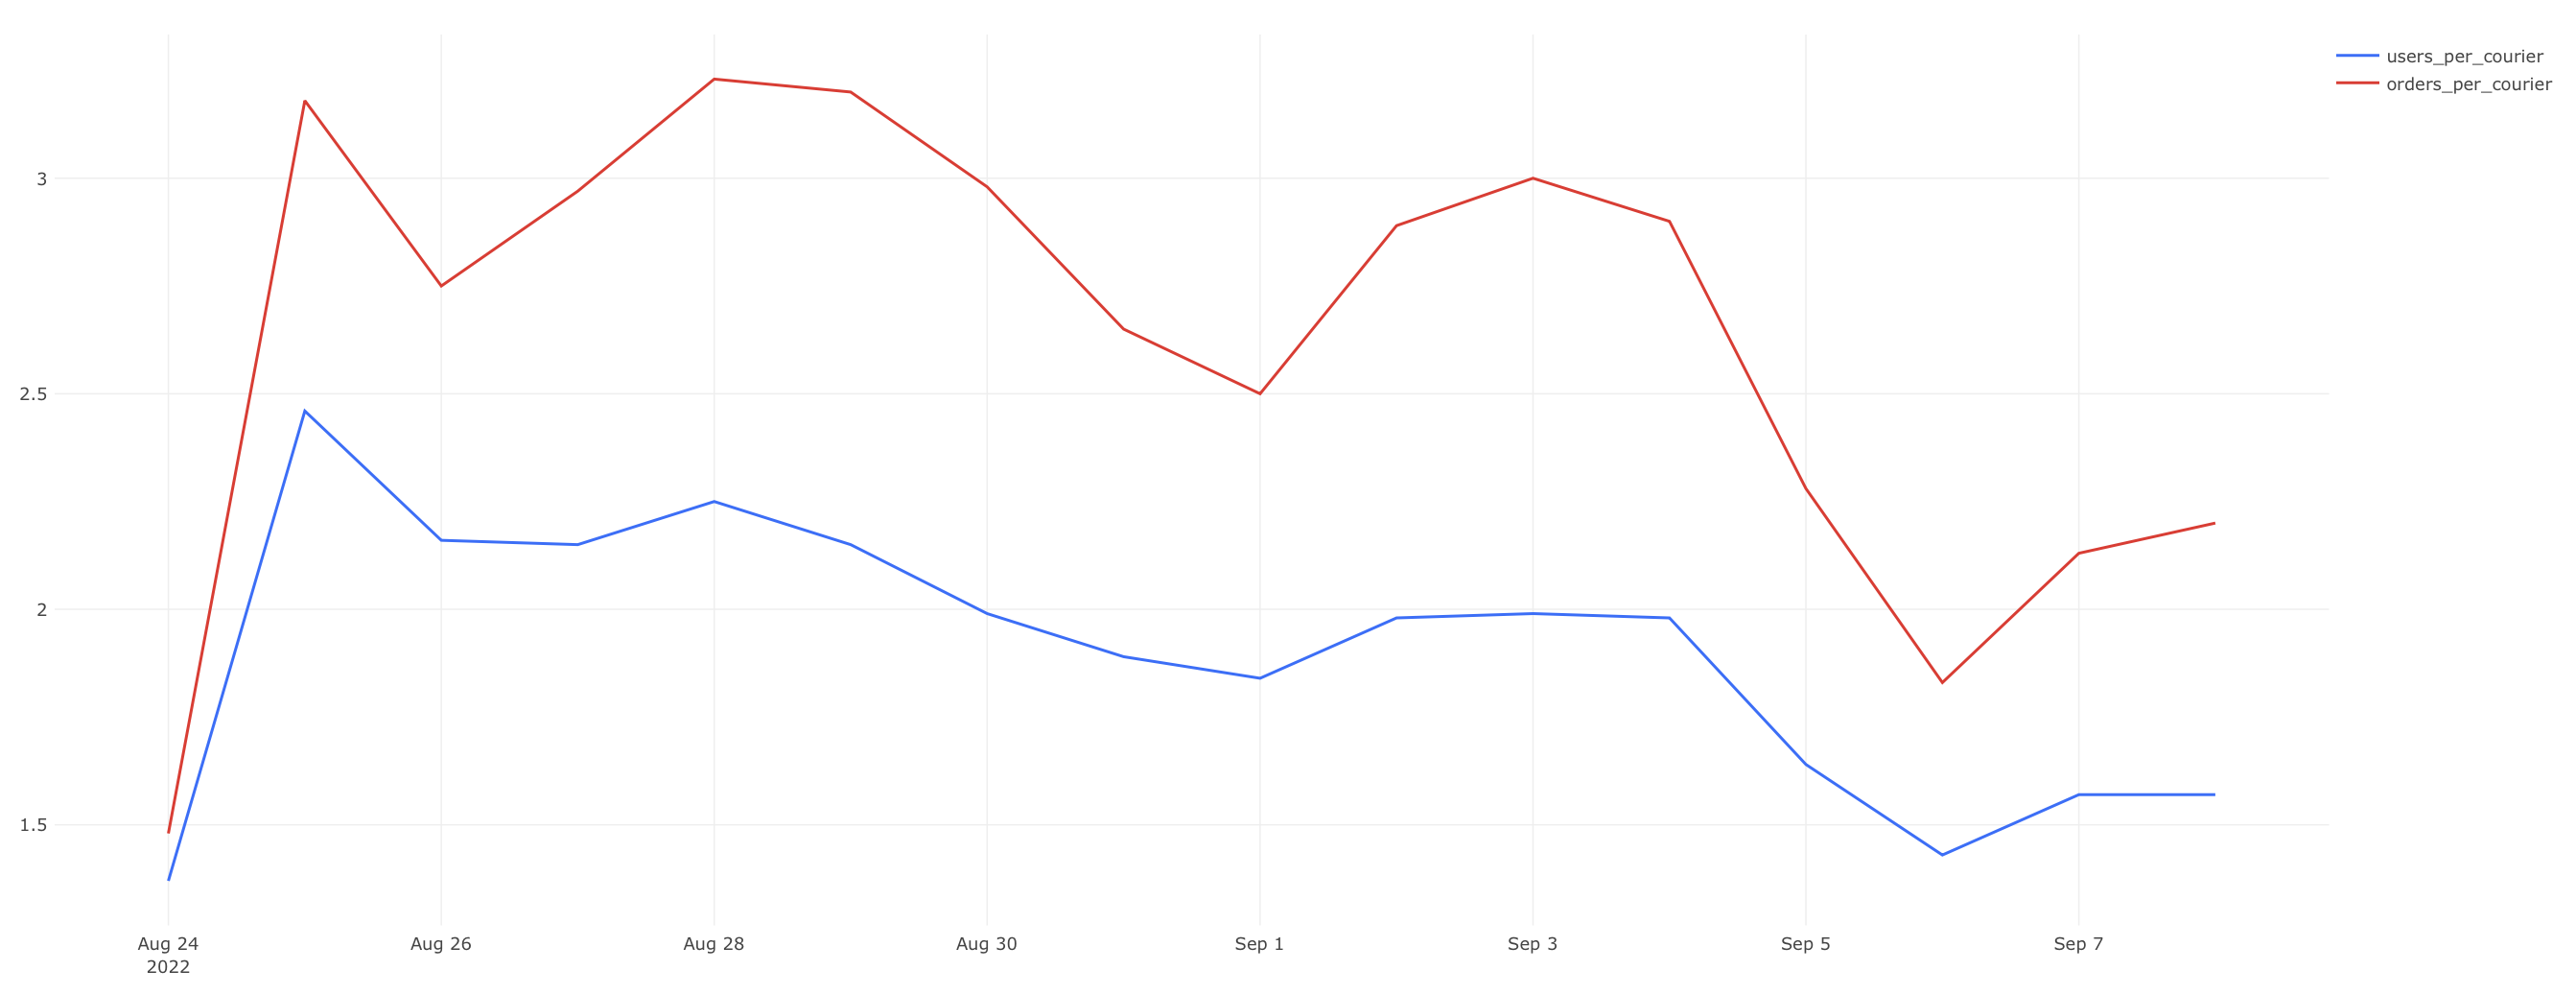 users_per_courier
orders_per_courier
3
2.5
2
1.5
Aug 24 Aug 26 Aug 28 Aug 30 Sep 1 Sep 3 Sep 5 Sep 7
2022